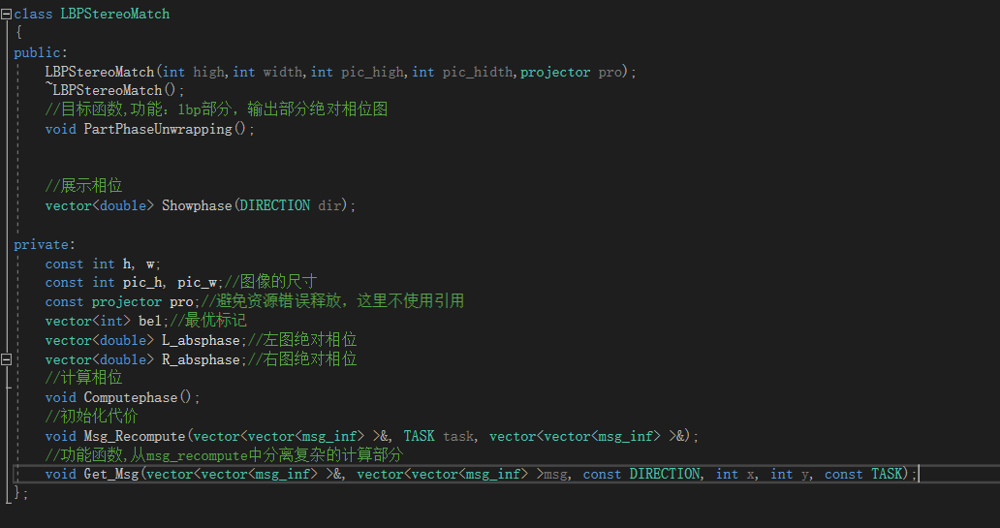 class LBPStereoMatch
{
public:
LBPStereoMatch(int high,int width,int pic_high,int pic_hidth,projector pro);
~LBPStereoMatch();
//目标函数,功能：lbp部分，输出部分绝对相位图
void PartPhaseUnwrapping();
//展示相位
vector<double> Showphase(DIRECTION dir);
private:
const int h, w;
const int pic_h, pic_w;//图像的尺寸
const projector pro;//避免资源错误释放，这里不使用引用
vector<int> bel;//最优标记
vector<double> L_absphase;//左图绝对相位
vector<double> R_absphase;//右图绝对相位
//计算相位
void Computephase();
//初始化代价
void Msg_Recompute(vector<vector<msg_inf> >&, TASK task, vector<vector<msg_inf> >&);
//功能函数,从msg_recompute中分离复杂的计算部分
void Get_Msg(vector<vector<msg_inf> >&, vector<vector<msg_inf> >msg, const DIRECTION, int x, int y, const TASK);
};